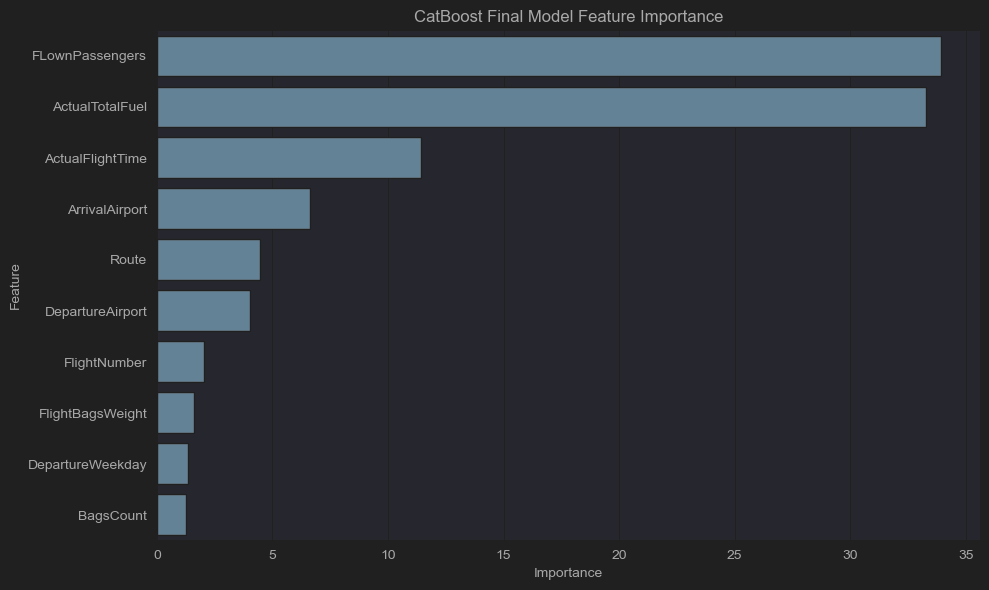 CatBoost Final Model Feature Importance
FLownPassengers
ActualTotalFuel
ActualFlightTime
ArrivalAirport
Route
DepartureAirport
FlightNumber
FlightBagsWeight
DepartureWeekday
BagsCount
Feature
0 5 10 15 20 25 30 35
Importance